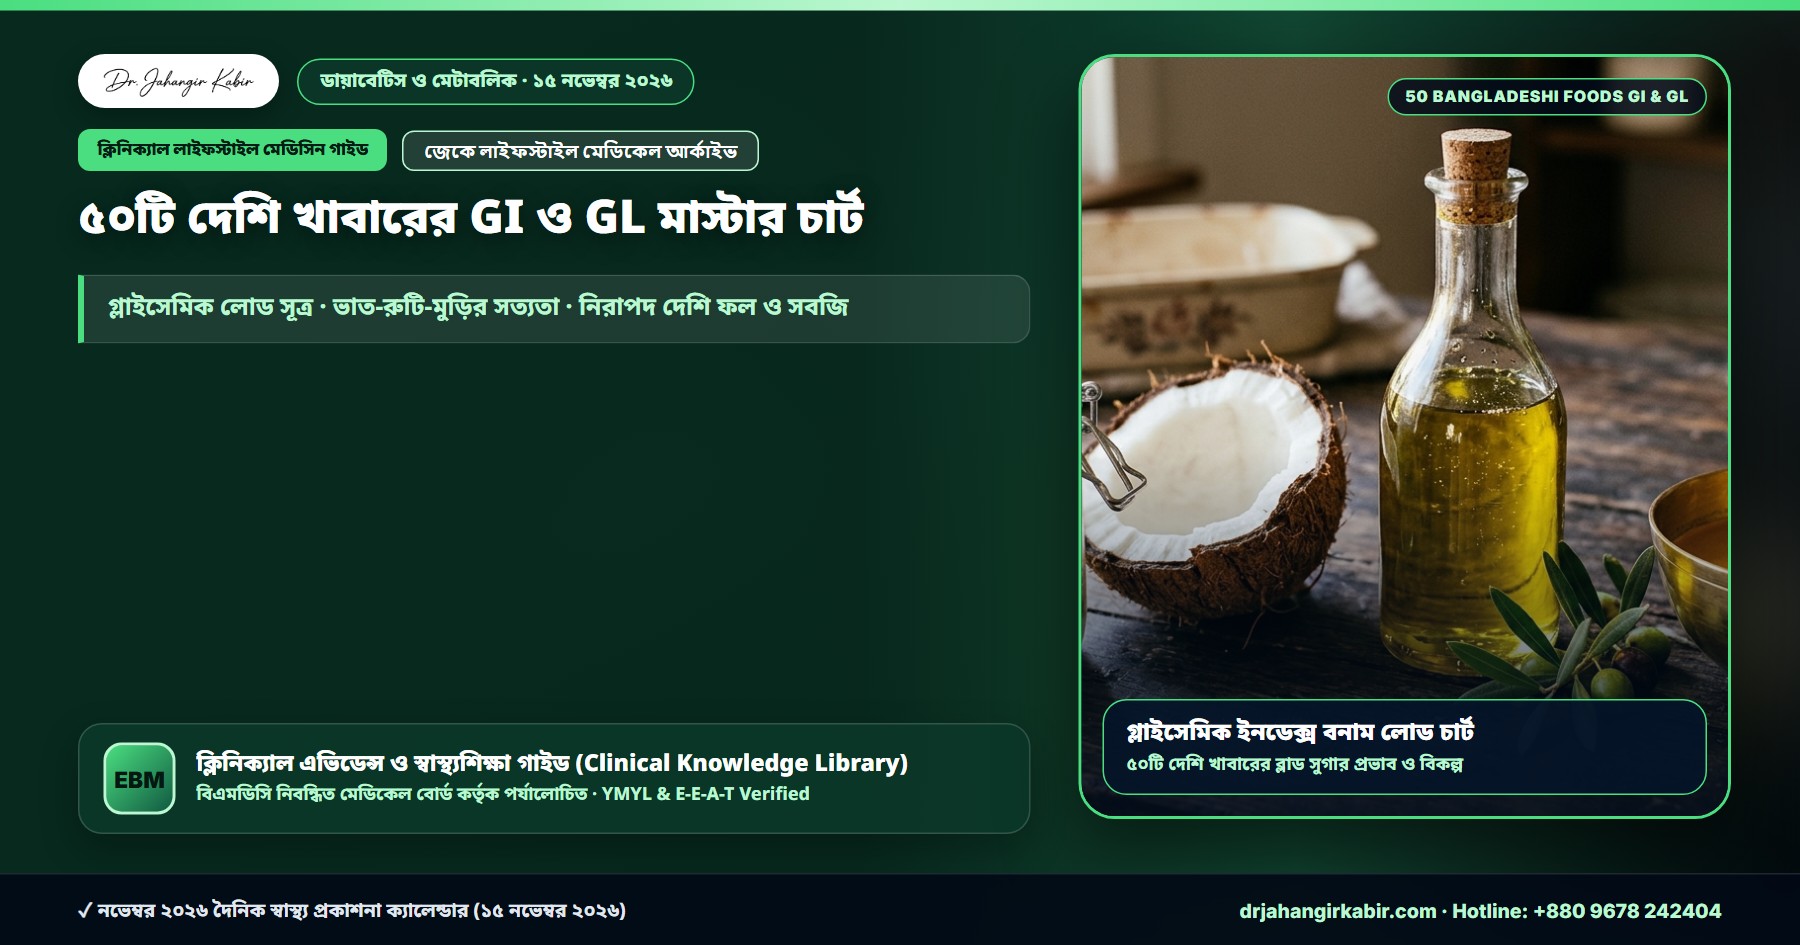 Dr. Jahangir Kabir
ডায়াবেটিস ও মেটাবলিক · ১৫ নভেম্বর ২০২৬
ক্লিনিক্যাল লাইফস্টাইল মেডিসিন গাইড
জেকে লাইফস্টাইল মেডিকেল আর্কাইভ
৫০টি দেশি খাবারের GI ও GL মাস্টার চার্ট
গ্লাইসেমিক লোড সূত্র · ভাত-রুটি-মুড়ির সত্যতা · নিরাপদ দেশি ফল ও সবজি
EBM
ক্লিনিক্যাল এভিডেন্স ও স্বাস্থ্যশিক্ষা গাইড (Clinical Knowledge Library)
বিএমডিসি নিবন্ধিত মেডিকেল বোর্ড কর্তৃক পর্যালোচিত · YMYL & E-E-A-T Verified
50 BANGLADESHI FOODS GI & GL
গ্লাইসেমিক ইনডেক্স বনাম লোড চার্ট
৫০টি দেশি খাবারের ব্লাড সুগার প্রভাব ও বিকল্প
✓ নভেম্বর ২০২৬ দৈনিক স্বাস্থ্য প্রকাশনা ক্যালেন্ডার (১৫ নভেম্বর ২০২৬)
drjahangirkabir.com · Hotline: +880 9678 242404